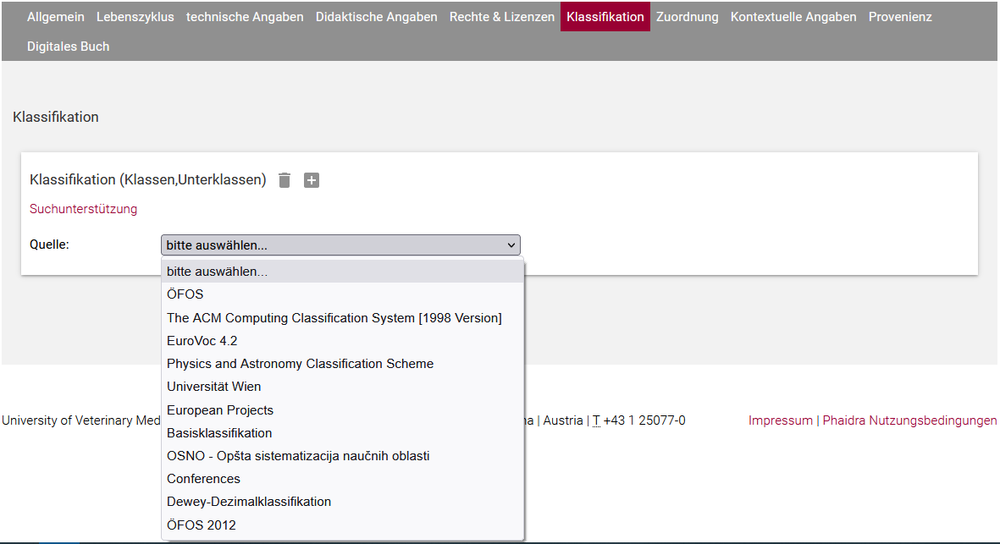 Allgemein Lebenszyklus technische Angaben Didaktische Angaben Rechte & Lizenzen Klassifikation Zuordnung Kontextuelle Angaben Provenienz
Digitales Buch
Klassifikation
Klassifikation (Klassen,Unterklassen)
Suchunterstützung
Quelle: bitte auswählen...
bitte auswählen...
ÖFOS
The ACM Computing Classification System [1998 Version]
EuroVoc 4.2
Physics and Astronomy Classification Scheme
Universität Wien
European Projects
University of Veterinary Med na | Austria | T +43 1 25077-0 Impressum | Phaidra Nutzungsbedingungen
Basisklassifikation
OSNO - Opšta sistematizacija naučnih oblasti
Conferences
Dewey-Dezimalklassifikation
ÖFOS 2012